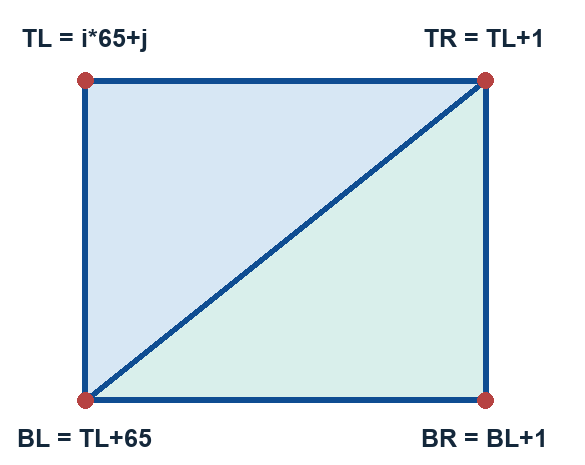 TL = i*65+j
TR = TL+1
BL = TL+65
BR = BL+1